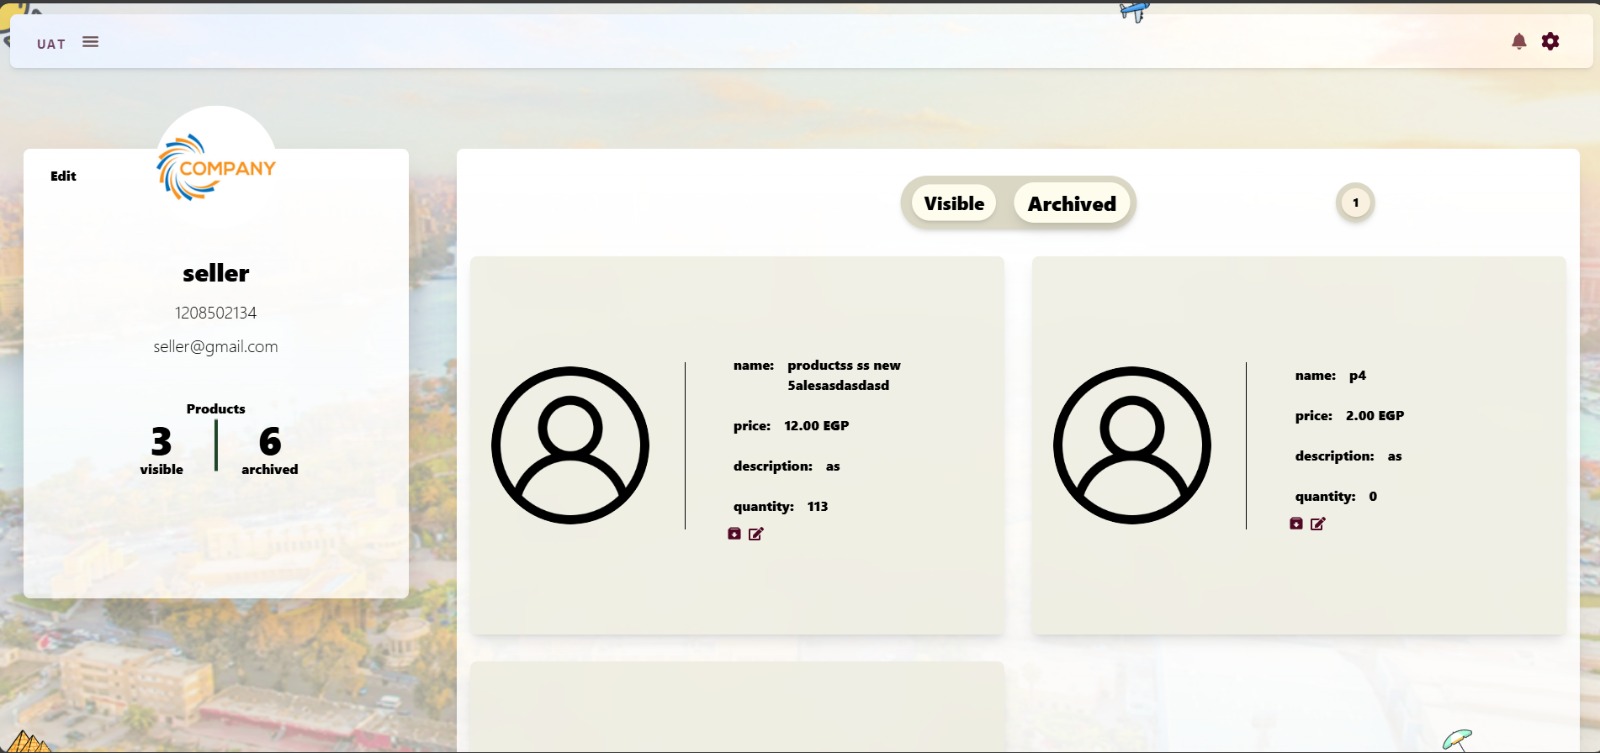 UAT
Edit
COMPANY
seller
1208502134
seller@gmail.com
Products
3
6
visible
archived
Visible
Archived
1
name: productss ss new
5alesasdasdasd
price: 12.00 EGP
description: as
quantity: 113
name: p4
price: 2.00 EGP
description: as
quantity: 0